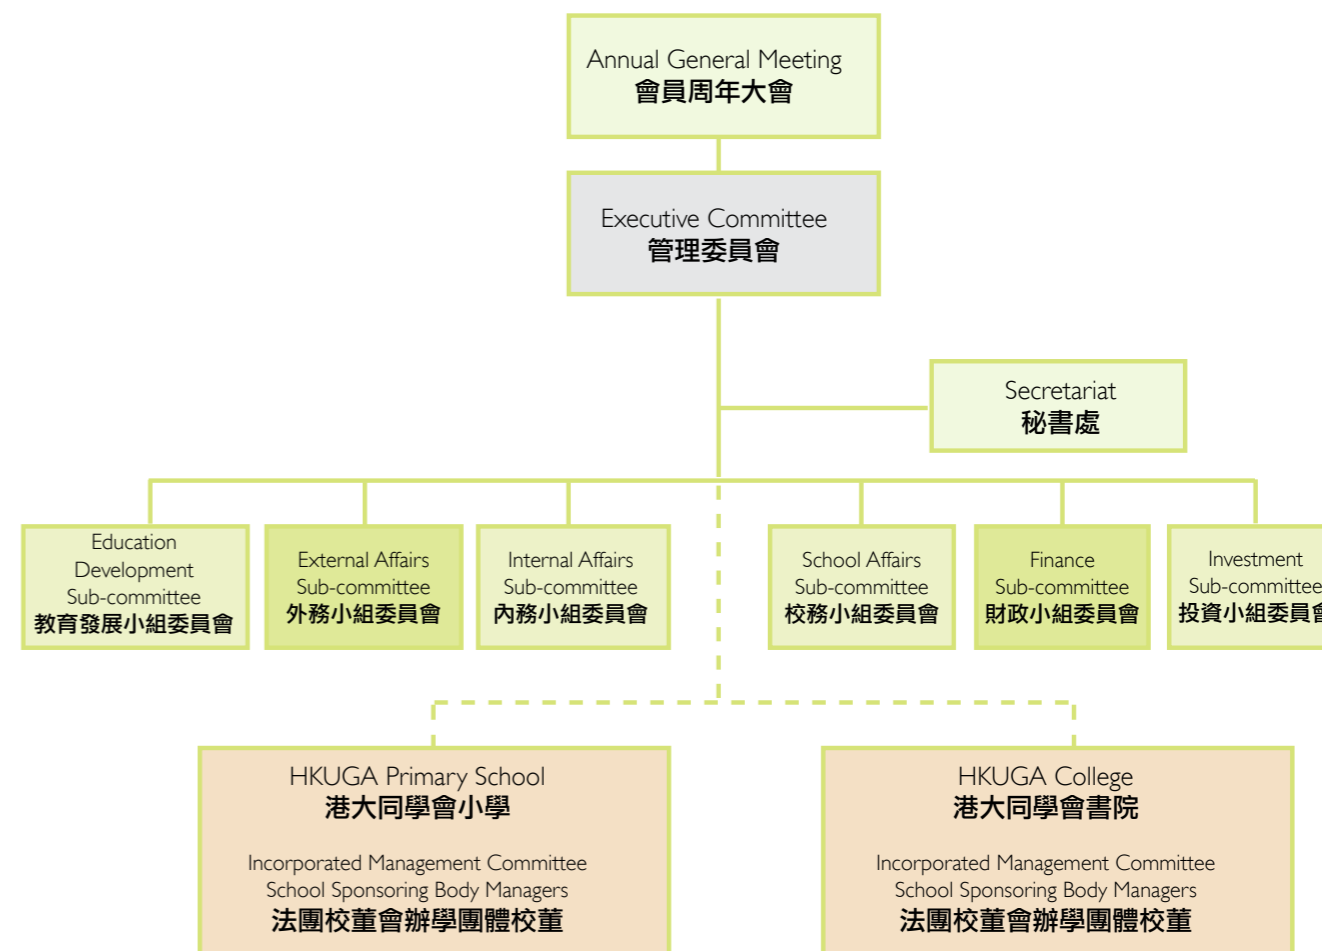 Annual General Meeting
會員周年大會
Executive Committee
管理委員會
Secretariat
秘書處
Education
Development
Sub-committee
教育發展小組委員會
External Affairs
Sub-committee
外務小組委員會
Internal Affairs
Sub-committee
內務小組委員會
School Affairs
Sub-committee
校務小組委員會
Finance
Sub-committee
財政小組委員會
Investment
Sub-committee
投資小組委員會
HKUGA Primary School
港大同學會小學
Incorporated Management Committee
School Sponsoring Body Managers
法團校董會辦學團體校董
HKUGA College
港大同學會書院
Incorporated Management Committee
School Sponsoring Body Managers
法團校董會辦學團體校董